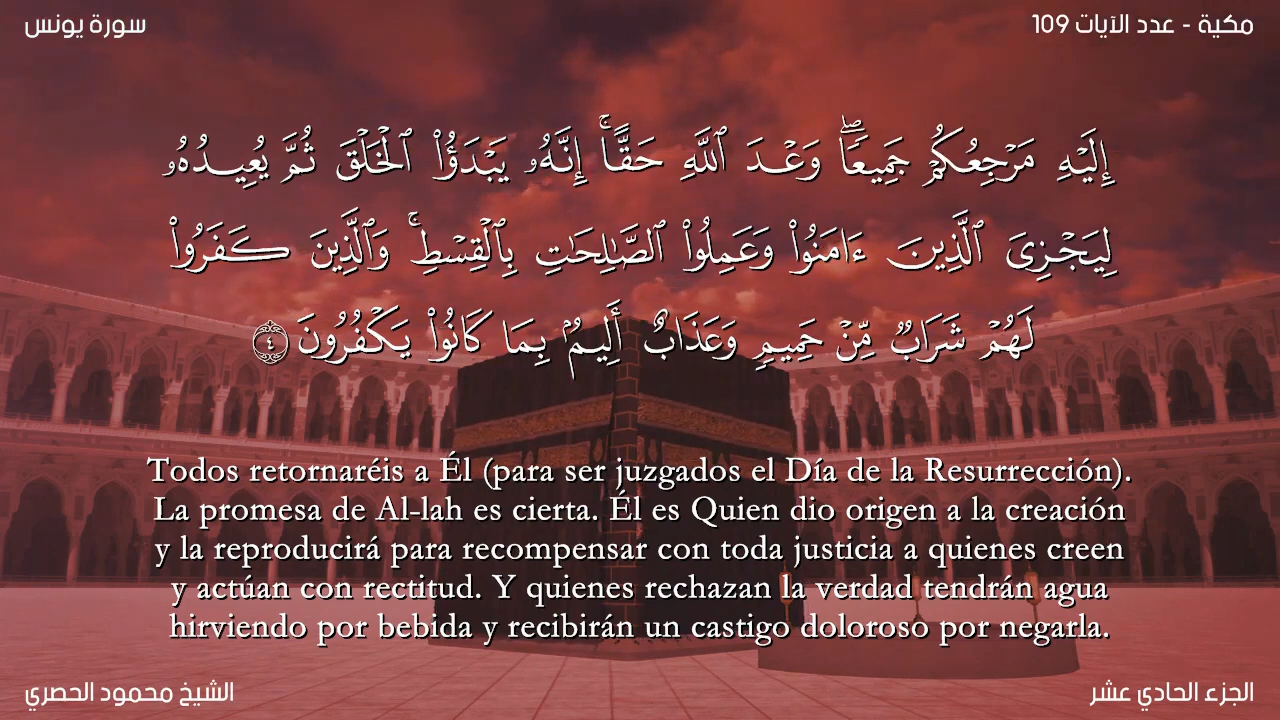 مكية - عدد الآيات 109
سورة يونس
إِلَيْهِ مَرْجِعُكُمْ جَمِيعًا ۖ وَعْدَ ٱللَّهِ حَقًّا ۚ إِنَّهُۥ يَبْدَؤُا۟ ٱلْخَلْقَ ثُمَّ يُعِيدُهُۥ
لِيَجْزِىَ ٱلَّذِينَ ءَامَنُوا۟ وَعَمِلُوا۟ ٱلصَّـٰلِحَـٰتِ بِٱلْقِسْطِ ۚ وَٱلَّذِينَ كَفَرُوا۟
لَهُمْ شَرَابٌ مِّنْ حَمِيمٍ وَعَذَابٌ أَلِيمٌۢ بِمَا كَانُوا۟ يَكْفُرُونَ ٤
Todos retornaréis a Él (para ser juzgados el Día de la Resurrección).
La promesa de Al-lah es cierta. Él es Quien dio origen a la creación
y la reproducirá para recompensar con toda justicia a quienes creen
y actúan con rectitud. Y quienes rechazan la verdad tendrán agua
hirviendo por bebida y recibirán un castigo doloroso por negarla.
الجزء الحادي عشر
الشيخ محمود الحصري